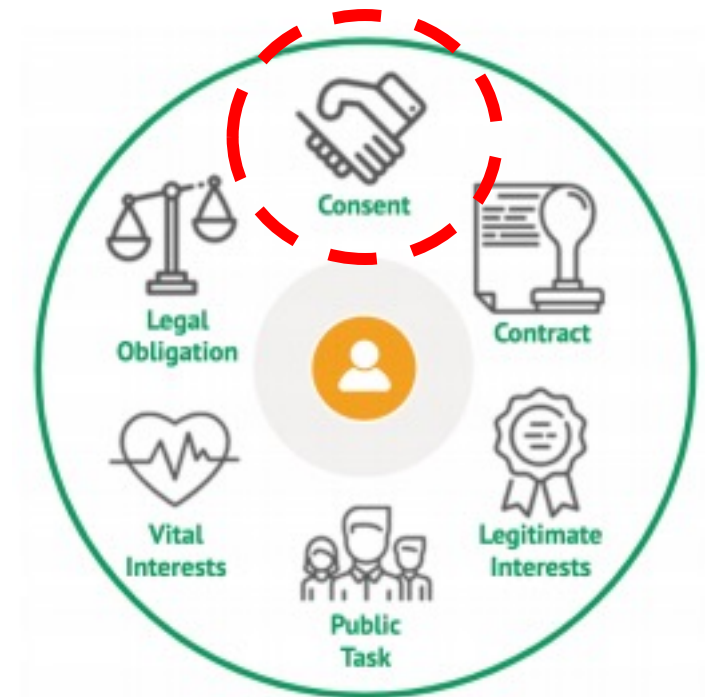 Consent
Contract
Legitimate
Interests
Public
Task
Vital
Interests
Legal
Obligation